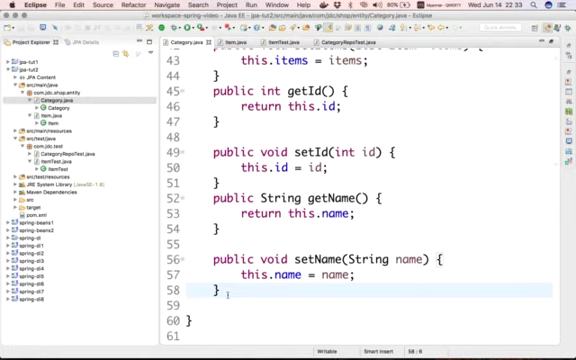 Eclipse File Edit Source Refactor Navigate Search Project Run Window Help
Wed Jun 14 22:33
workspace-spring-video - Java EE - jpa-tut2/src/main/java/com/jdc/shop/entity/Category.java - Eclipse
Project Explorer
JPA Details
Category.java
Item.java
ItemTest.java
CategoryRepoTest.java
jpa-tut1
jpa-tut2
JPA Content
src/main/java
com.jdc.shop.entity
Category.java
Category
Item.java
Item
src/main/resources
src/test/java
com.jdc.test
CategoryRepoTest.java
ItemTest.java
ItemTest
src/test/resources
JRE System Library [JavaSE-1.8]
Maven Dependencies
src
target
pom.xml
spring-beans1
spring-beans2
spring-di
spring-di1
spring-di2
spring-di3
spring-di4
spring-di5
spring-di6
spring-di7
spring-di8
43 this.items = items;
44 }
45 public int getId() {
46 return this.id;
47 }
48
49 public void setId(int id) {
50 this.id = id;
51 }
52 public String getName() {
53 return this.name;
54 }
55
56 public void setName(String name) {
57 this.name = name;
58 }
59
60 }
61
Writable Smart Insert 58 : 6